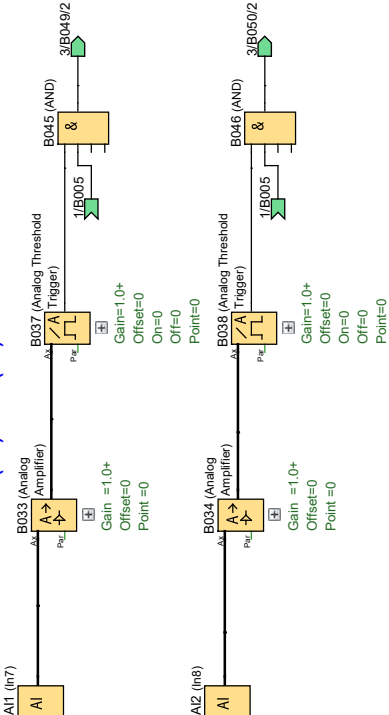 3/B049/2
B045 (AND)
&
1/B005
B037 (Analog Threshold
Trigger)
Ax
A
Par
+
Gain=1.0+
Offset=0
On=0
Off=0
Point=0
B033 (Analog
Amplifier)
Ax
A→
Par
+
Gain =1.0+
Offset=0
Point =0
AI1 (In7)
AI
3/B050/2
B046 (AND)
&
1/B005
B038 (Analog Threshold
Trigger)
Ax
A
Par
+
Gain=1.0+
Offset=0
On=0
Off=0
Point=0
B034 (Analog
Amplifier)
Ax
A→
Par
+
Gain =1.0+
Offset=0
Point =0
AI2 (In8)
AI